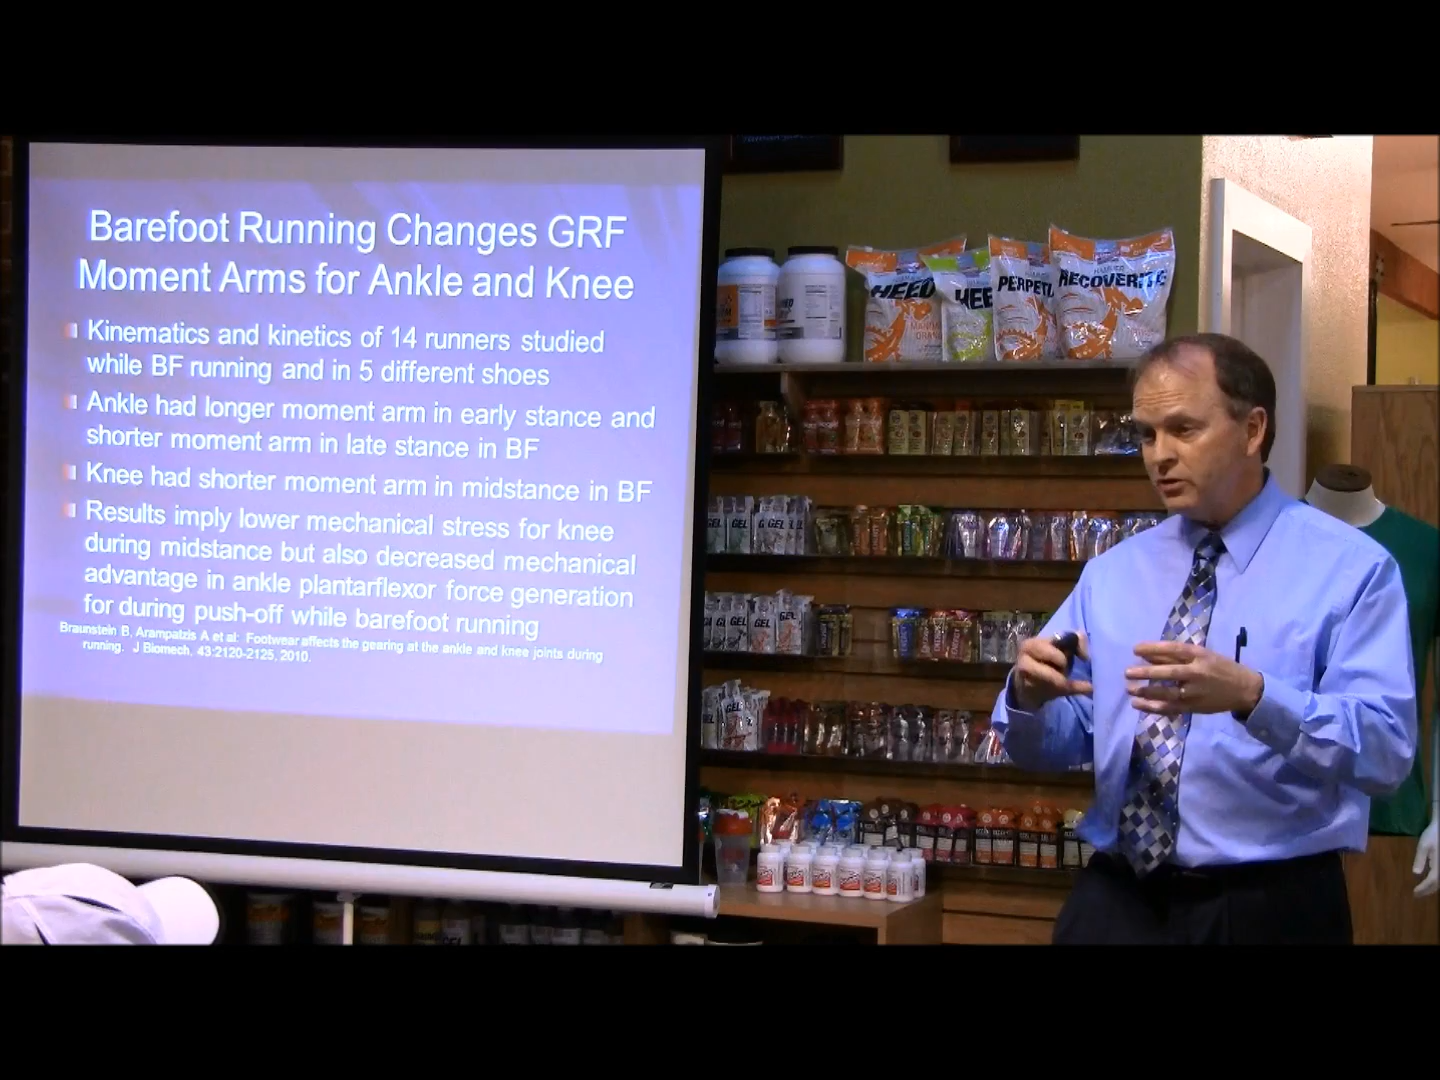 Barefoot Running Changes GRF
Moment Arms for Ankle and Knee
Kinematics and kinetics of 14 runners studied
while BF running and in 5 different shoes
Ankle had longer moment arm in early stance and
shorter moment arm in late stance in BF
Knee had shorter moment arm in midstance in BF
Results imply lower mechanical stress for knee
during midstance but also decreased mechanical
advantage in ankle plantarflexor force generation
for during push-off while barefoot running
Braunstein B, Arampatzis A et al: Footwear affects the gearing at the ankle and knee joints during
running. J Biomech, 43:2120-2125, 2010.
HEED
HEE
PERPETU
HAMMER
RECOVERITE
GEL
GEL
GEL
GEL
GEL